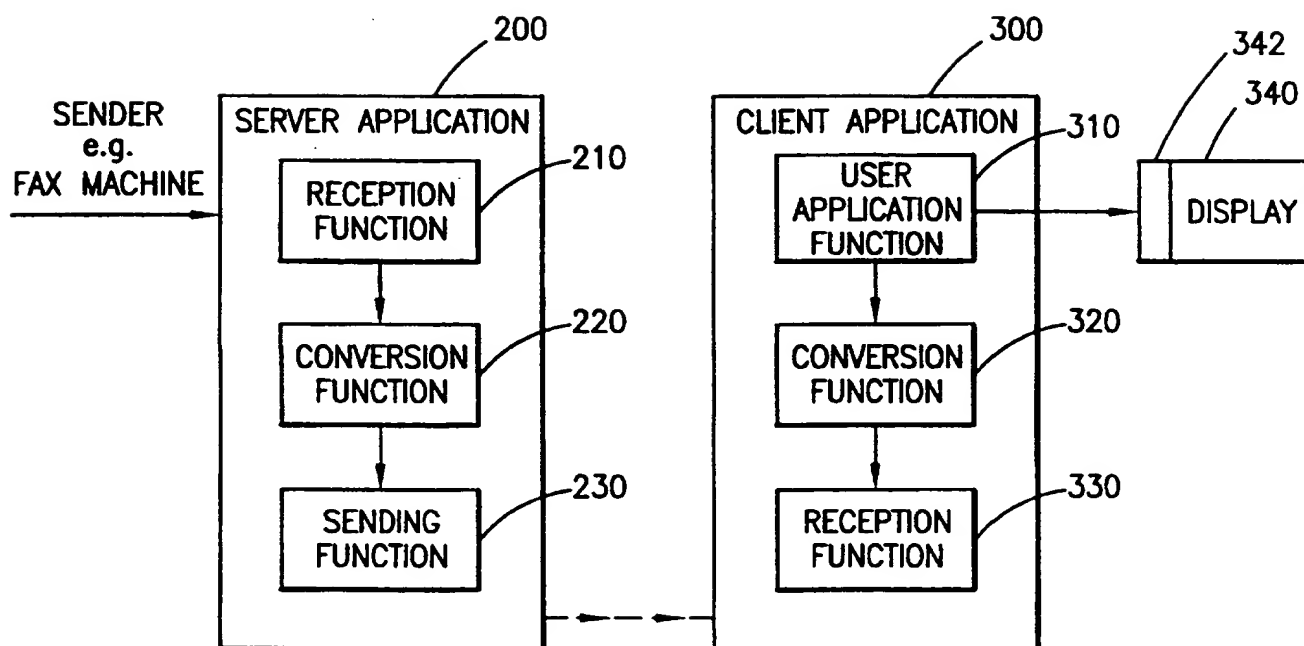 200
300
342
340
SENDER
e.g.
FAX MACHINE
SERVER APPLICATION
210
RECEPTION
FUNCTION
220
CONVERSION
FUNCTION
230
SENDING
FUNCTION
CLIENT APPLICATION
310
USER
APPLICATION
FUNCTION
DISPLAY
320
CONVERSION
FUNCTION
330
RECEPTION
FUNCTION